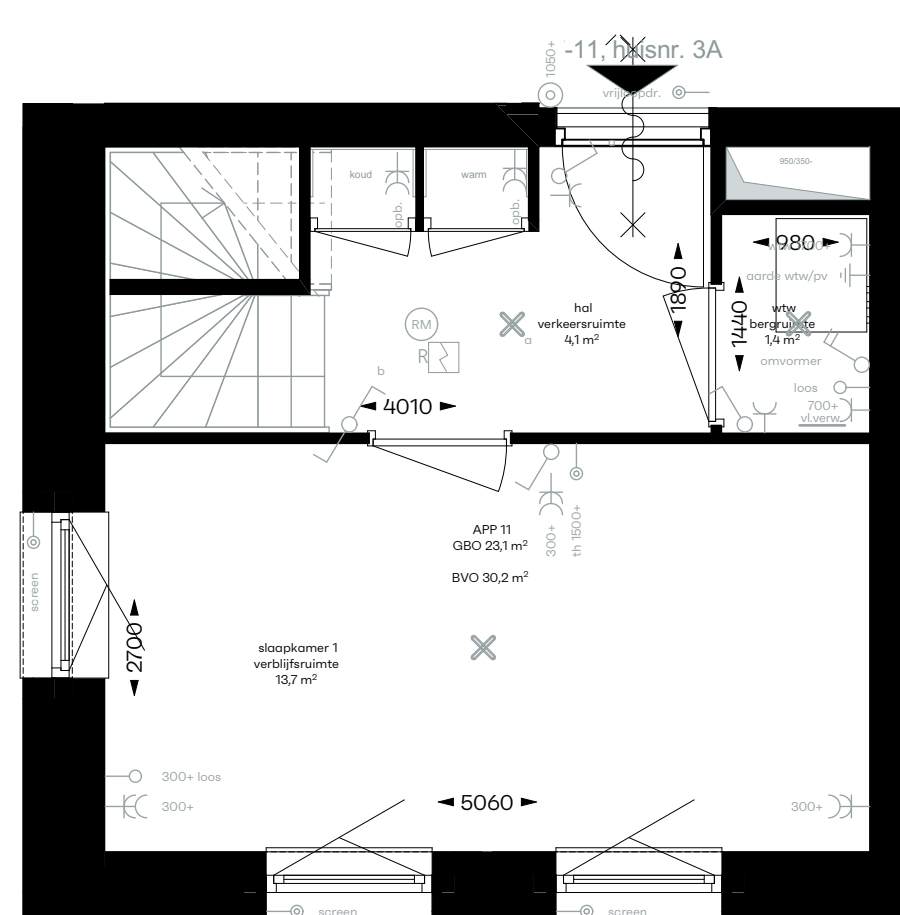 -11, huisnr. 3A
1050+
vrijloopdr.
koud
warm
opb.
opb.
950/350-
980
aarde wtw/pv
1890
1440
hal
verkeersruimte
4,1 m²
a
wtw
bergruimte
1,4 m²
RM
R
b
omvormer
loos
700+
vl.verw.
4010
APP 11
GBO 23,1 m²
BVO 30,2 m²
300+
th 1500+
screen
2700
slaapkamer 1
verblijfsruimte
13,7 m²
300+ loos
300+
5060
300+
screen
screen